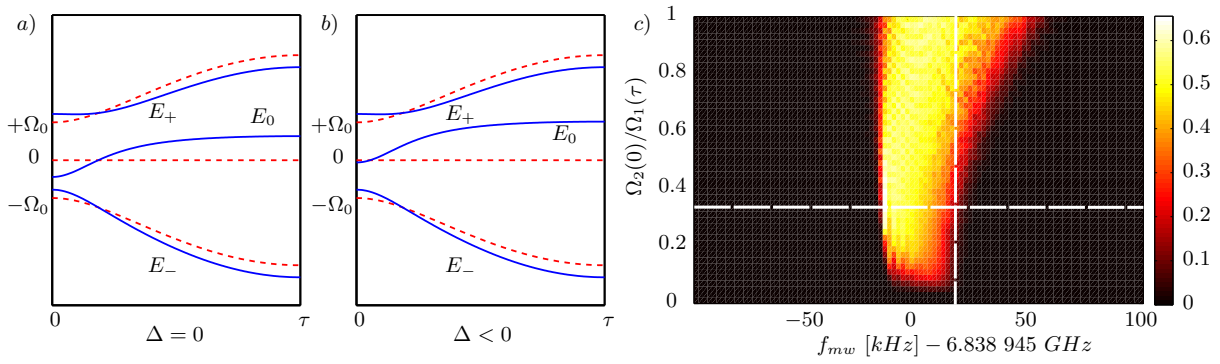 a)
+Ω₀
0
−Ω₀
E₊
E₀
E₋
0
τ
Δ = 0
b)
+Ω₀
0
−Ω₀
E₊
E₀
E₋
0
τ
Δ < 0
c)
Ω₂(0)/Ω₁(τ)
1
0.8
0.6
0.4
0.2
0
−50
0
50
100
f_mw [kHz] − 6.838 945 GHz
0.6
0.5
0.4
0.3
0.2
0.1
0